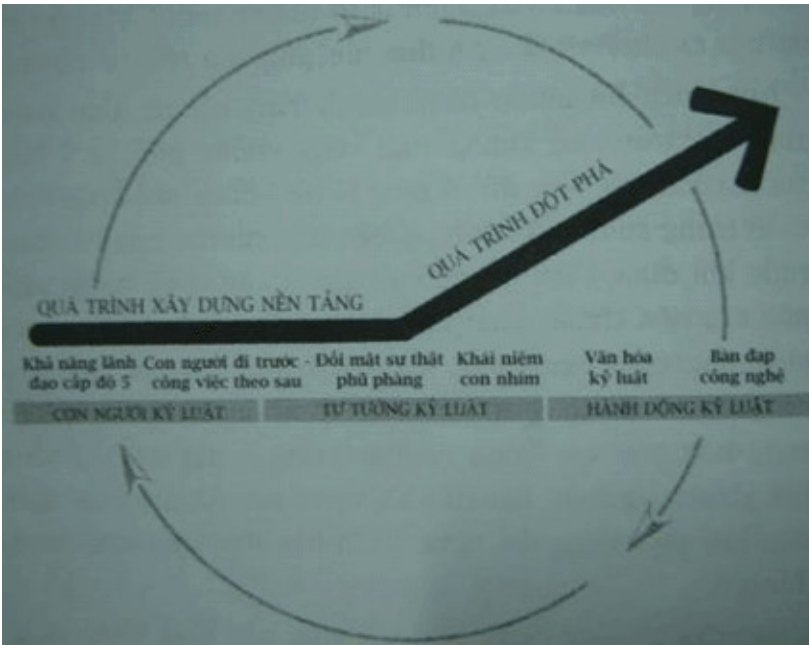 QUÁ TRÌNH ĐỘT PHÁ
QUÁ TRÌNH XÂY DỰNG NỀN TẢNG
Khả năng lãnh Con người đi trước - Đối mặt sự thật Khái niệm Văn hóa Bàn đạp
đạo cấp độ 5 công việc theo sau phũ phàng con nhím kỷ luật công nghệ
CON NGƯỜI KỶ LUẬT TƯ TƯỞNG KỶ LUẬT HÀNH ĐỘNG KỶ LUẬT